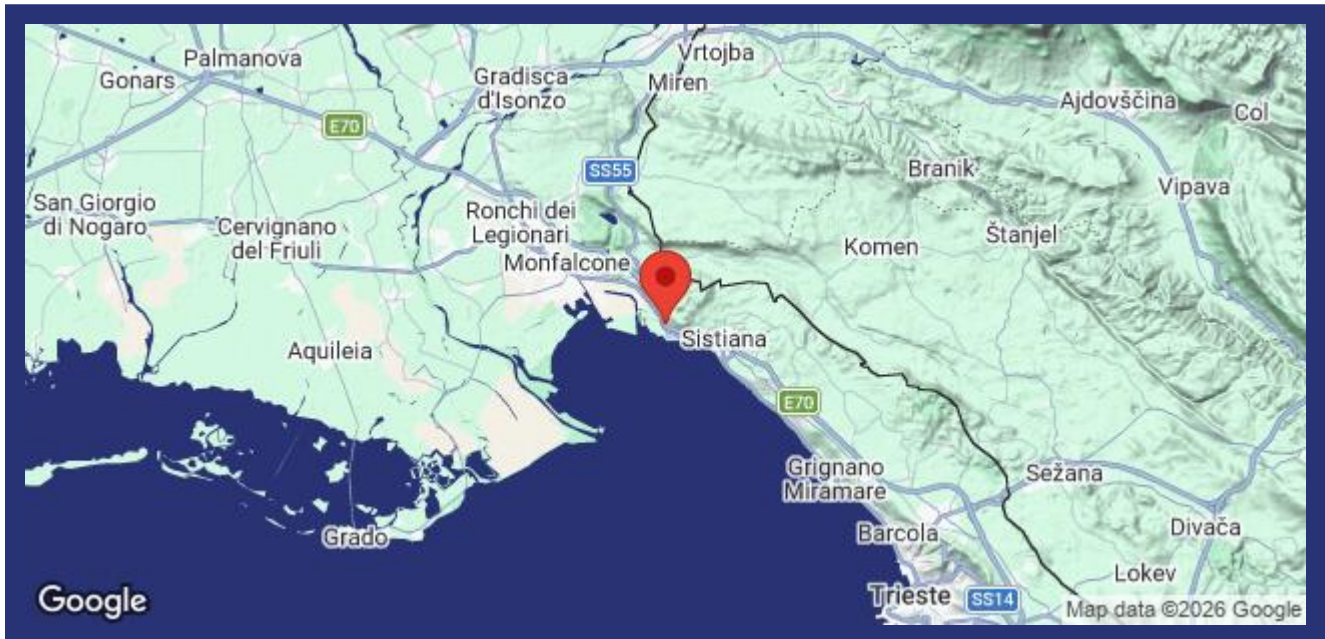 Vrtojba
Palmanova
Gonars
Gradisca
d'Isonzo
Miren
Ajdovščina
Col
E70
SS55
Branik
Vipava
San Giorgio
di Nogaro
Cervignano
del Friuli
Ronchi dei
Legionari
Komen
Štanjel
Monfalcone
Sistiana
Aquileia
E70
Grignano
Miramare
Sežana
Grado
Barcola
Divača
Lokev
Trieste
SS14
Google
Map data ©2026 Google